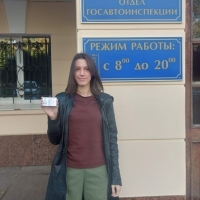 ОТДЕЛ
ГОСАВТОИНСПЕКЦИИ
РЕЖИМ РАБОТЫ:
с 8⁰⁰ до 20⁰⁰